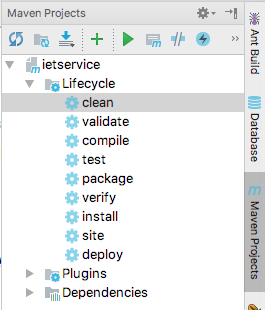 Maven Projects
ietservice
Lifecycle
clean
validate
compile
test
package
verify
install
site
deploy
Plugins
Dependencies
Ant Build
Database
Maven Projects